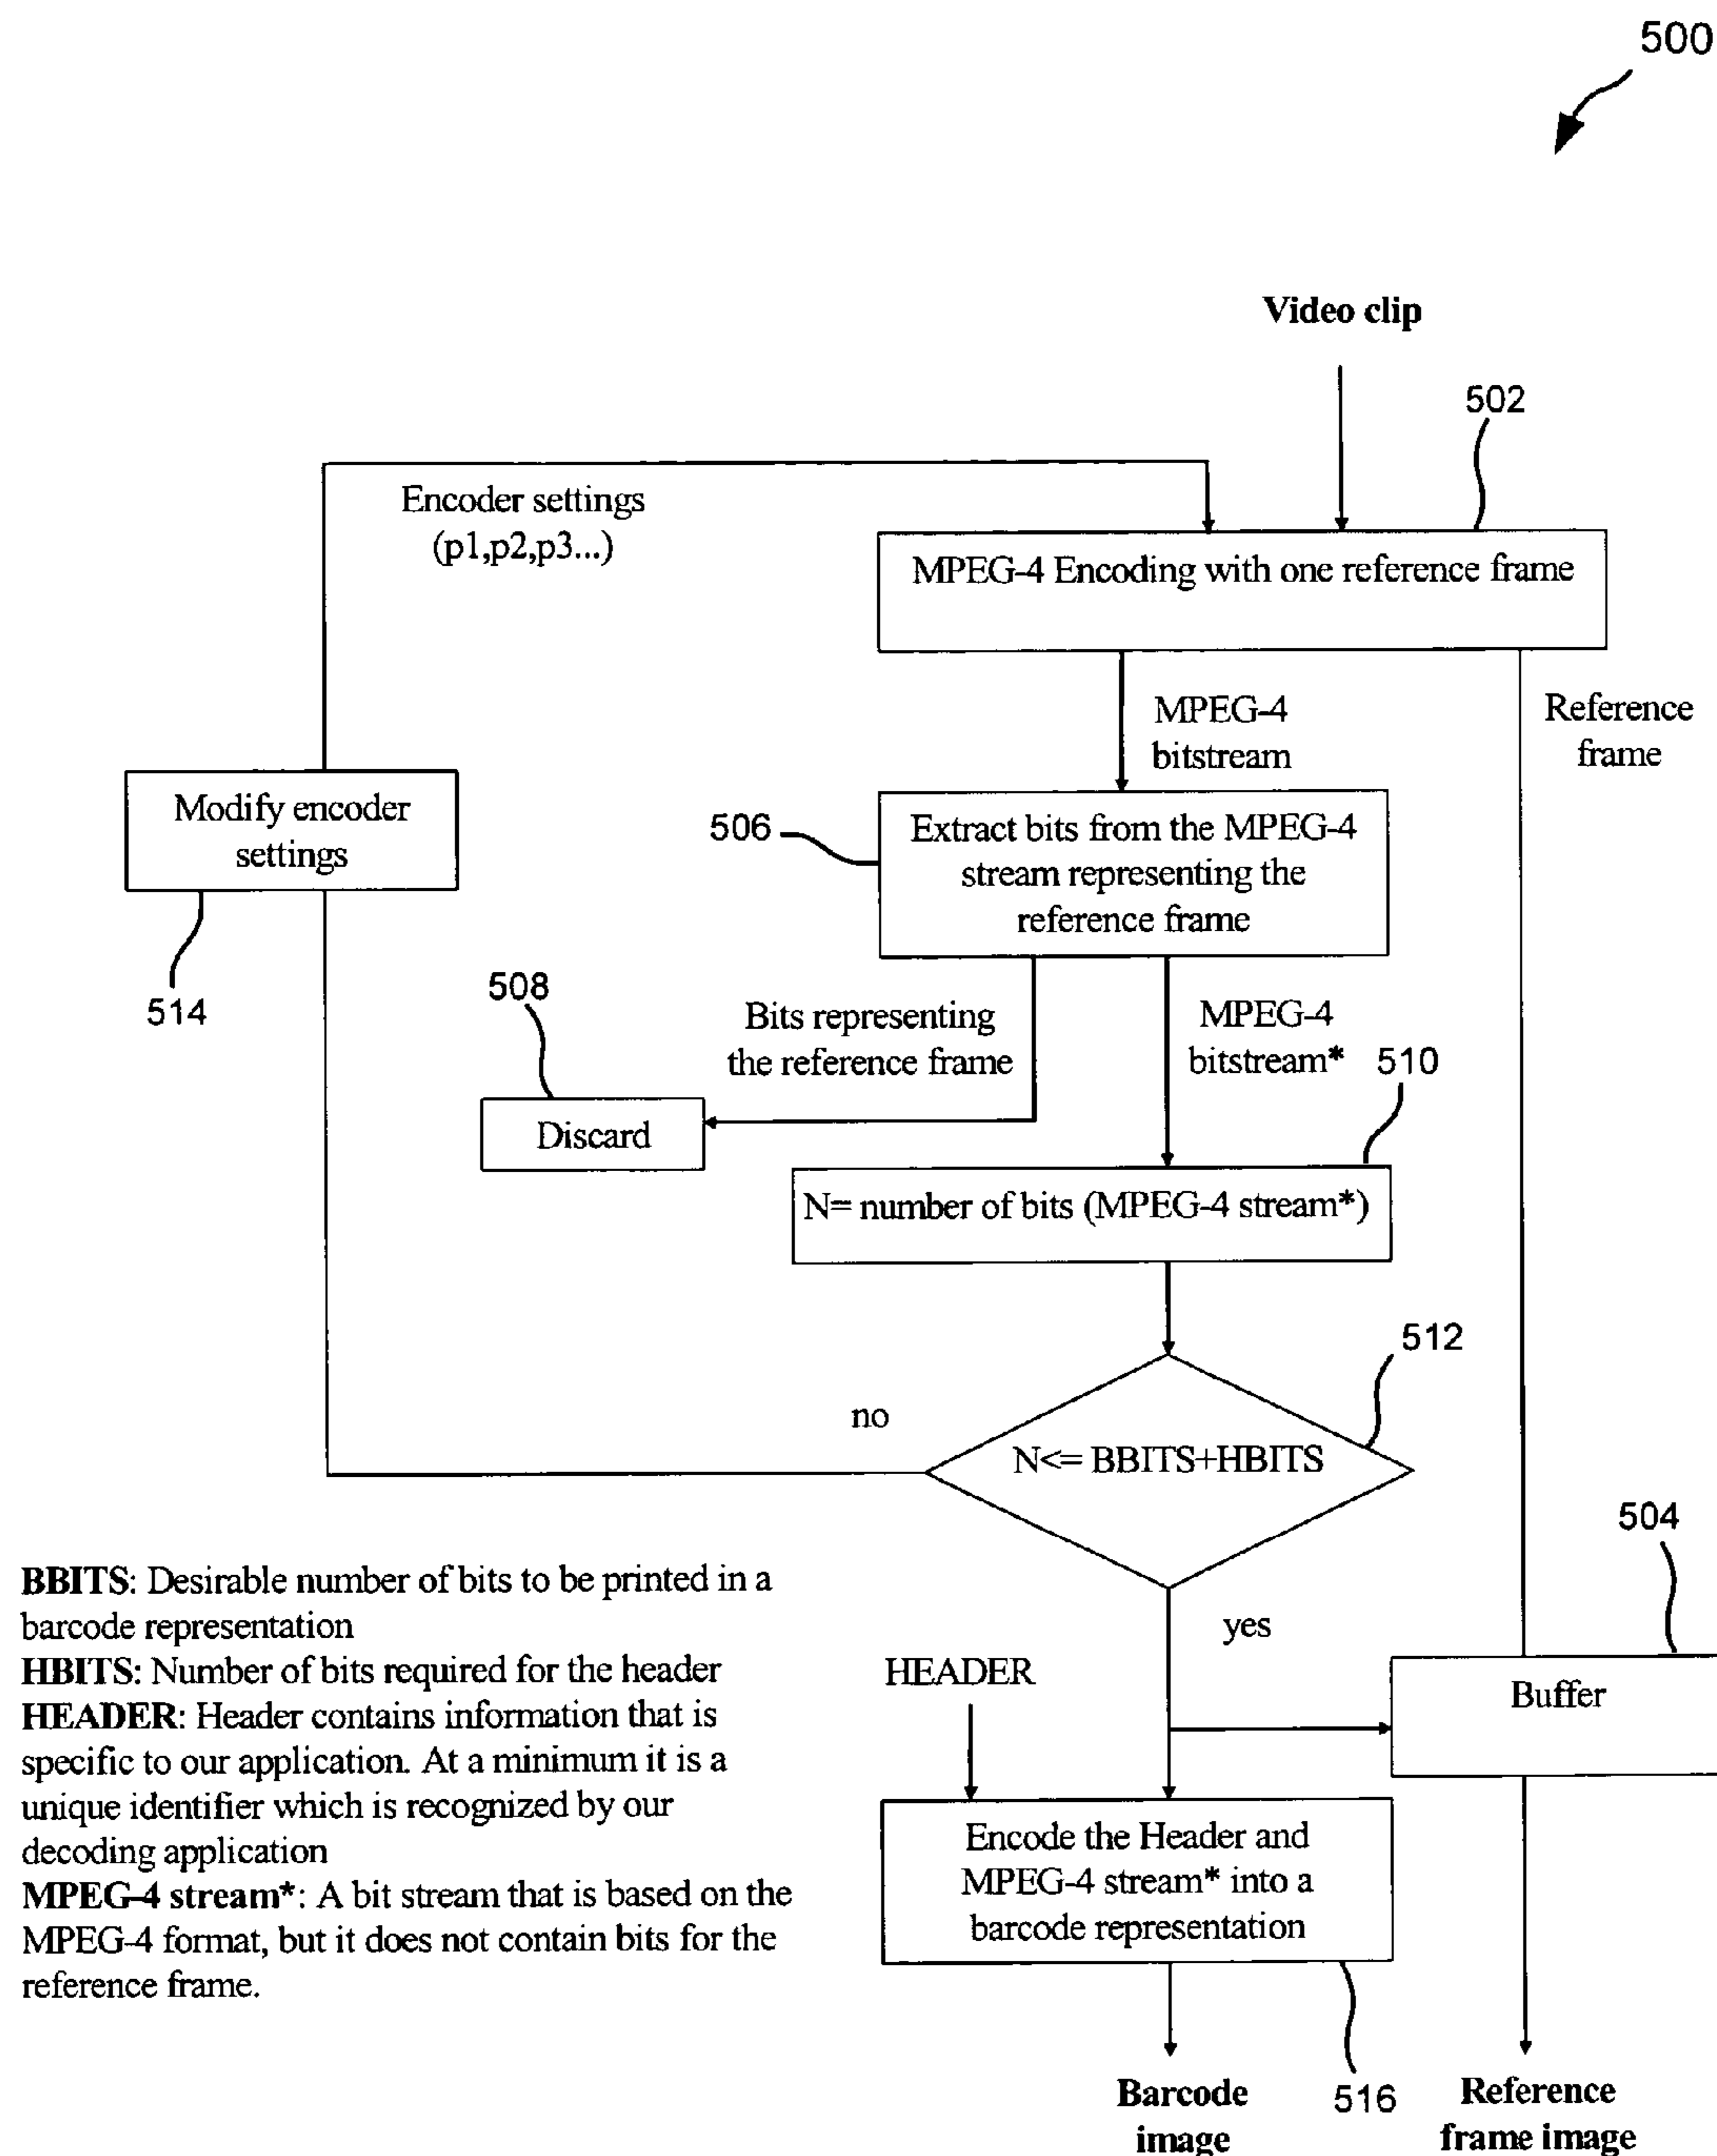 500
Video clip
502
Encoder settings
(p1,p2,p3...)
MPEG-4 Encoding with one reference frame
MPEG-4
bitstream
Reference
frame
Modify encoder
settings
506
Extract bits from the MPEG-4
stream representing the
reference frame
514
508
Bits representing
the reference frame
MPEG-4
bitstream*
510
Discard
N= number of bits (MPEG-4 stream*)
512
no
N<= BBITS+HBITS
504
yes
BBITS: Desirable number of bits to be printed in a
barcode representation
HBITS: Number of bits required for the header
HEADER: Header contains information that is
specific to our application. At a minimum it is a
unique identifier which is recognized by our
decoding application
MPEG-4 stream*: A bit stream that is based on the
MPEG-4 format, but it does not contain bits for the
reference frame.
HEADER
Buffer
Encode the Header and
MPEG-4 stream* into a
barcode representation
Barcode
image
516
Reference
frame image